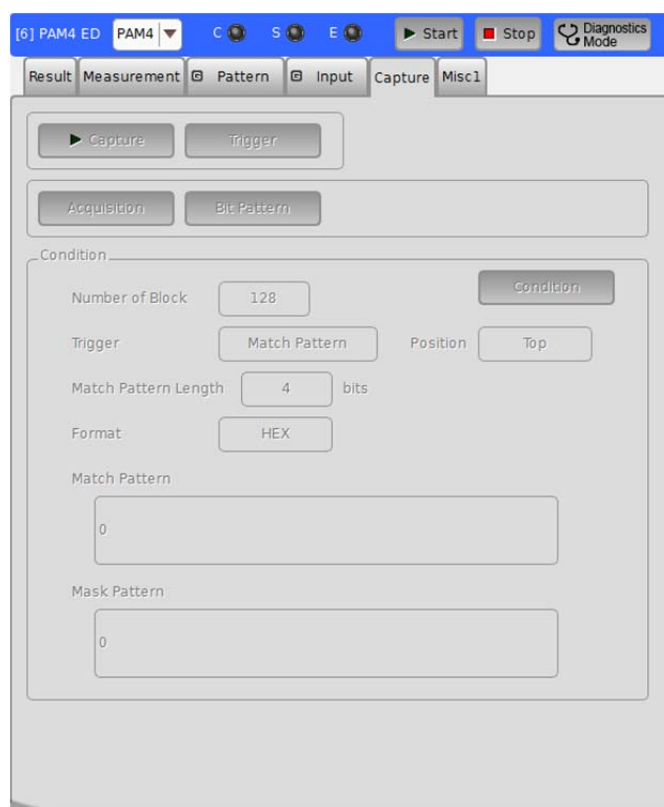 [6] PAM4 ED PAM4 C S E Start Stop Diagnostics Mode
Result Measurement G Pattern G Input Capture Misc1
Capture Trigger
Acquisition Bit Pattern
Condition
Number of Block 128 Condition
Trigger Match Pattern Position Top
Match Pattern Length 4 bits
Format HEX
Match Pattern
0
Mask Pattern
0